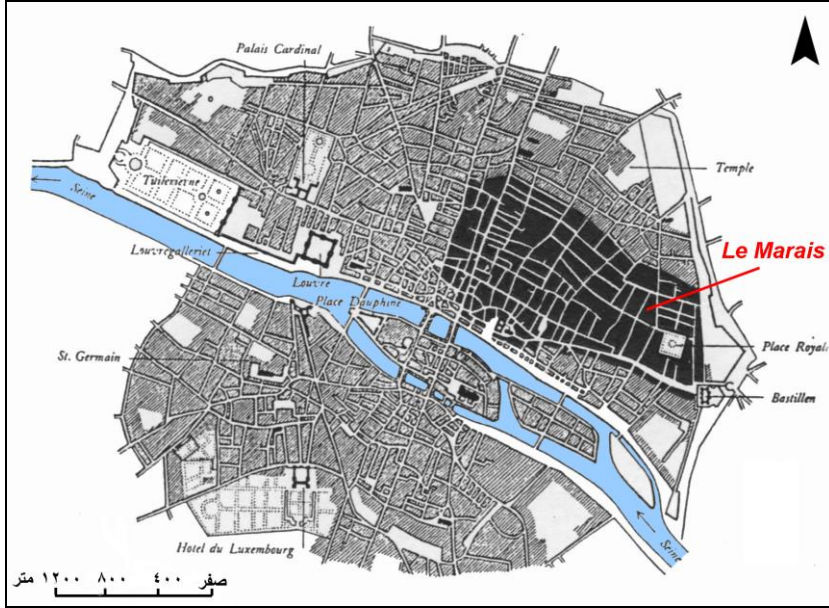 Palais Cardinal
Temple
Tuilerierne
Seine
Le Marais
Louvregalleriet
Louvre
Place Dauphine
Place Royale
St. Germain
Bastillen
Hotel du Luxembourg
Seine
صفر ٤٠٠ ٨٠٠ ١٢٠٠ متر